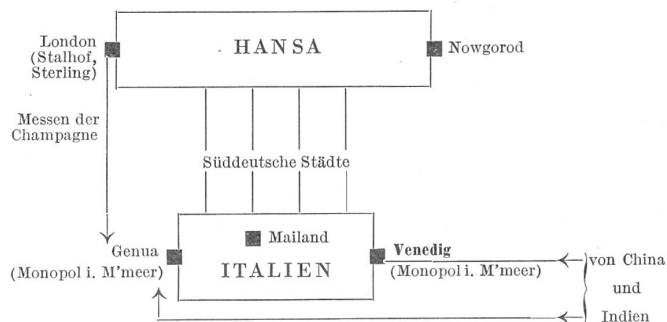 London
(Stalhof,
Sterling)
HANSA
Nowgorod
Messen der
Champagne
Süddeutsche Städte
Genua
(Monopol i. M'meer)
Mailand
ITALIEN
Venedig
(Monopol i. M'meer)
von China
und
Indien